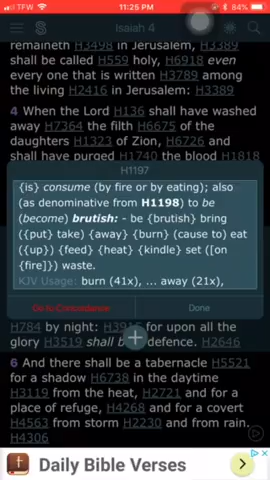 TFW
11:25 PM
84%
Isaiah 4
remaineth H3498 in Jerusalem, H3389
shall be called H559 holy, H6918 even
every one that is written H3789 among
the living H2416 in Jerusalem: H3389
4 When the Lord H136 shall have washed
away H7364 the filth H6675 of the
daughters H1323 of Zion, H6726 and
shall have purged H1740 the blood H1818
H1197
{is} consume (by fire or by eating); also
(as denominative from H1198) to be
(become) brutish: - be {brutish} bring
({put} take) {away} {burn} (cause to) eat
({up}) {feed} {heat} {kindle} set ([on
{fire]}) waste.
KJV Usage: burn (41x), ... away (21x),
Go to Concordance
Done
H784 by night: for upon all the
glory H3519 shall be defence. H2646
6 And there shall be a tabernacle H5521
for a shadow H6738 in the daytime
H3119 from the heat, H2721 and for a
place of refuge, H4268 and for a covert
H4563 from storm H2230 and from rain.
H4306
Daily Bible Verses